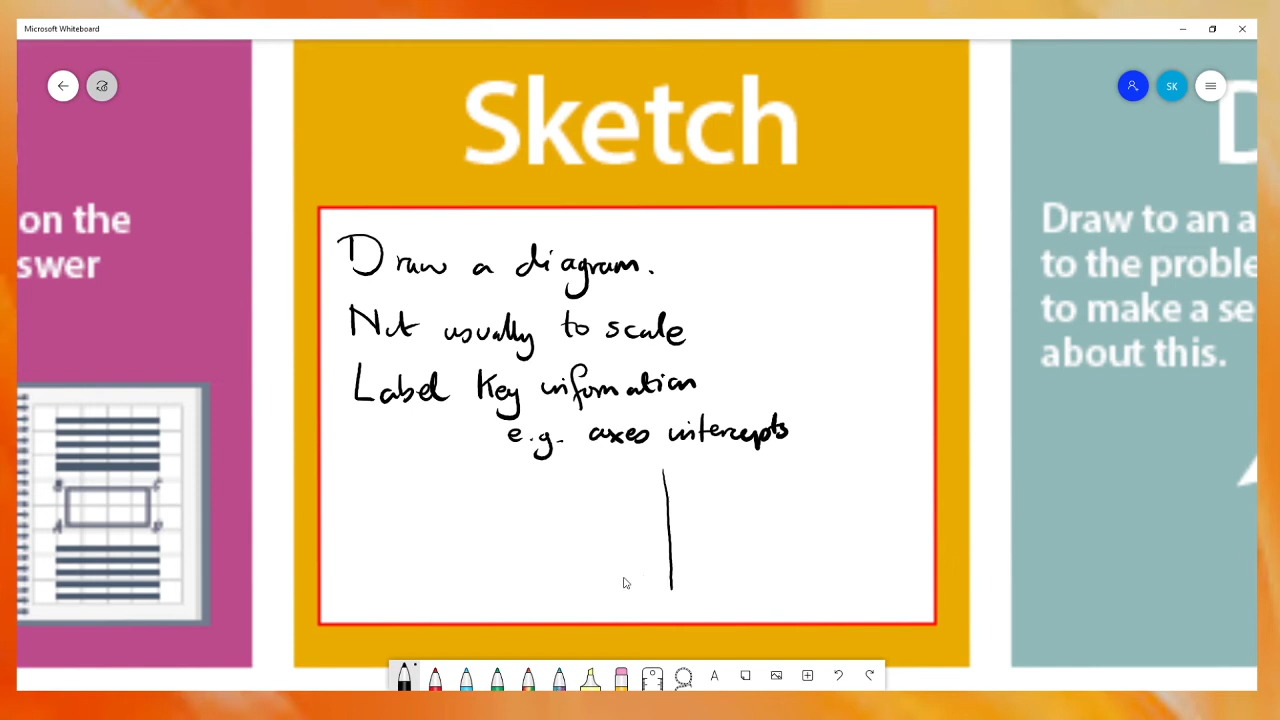 Microsoft Whiteboard
Sketch
SK
on the
swer
Draw a diagram.
Not usually to scale
Label Key information
e.g. axes intercepts
D
Draw to an a
to the proble
to make a se
about this.
B C
A D
A